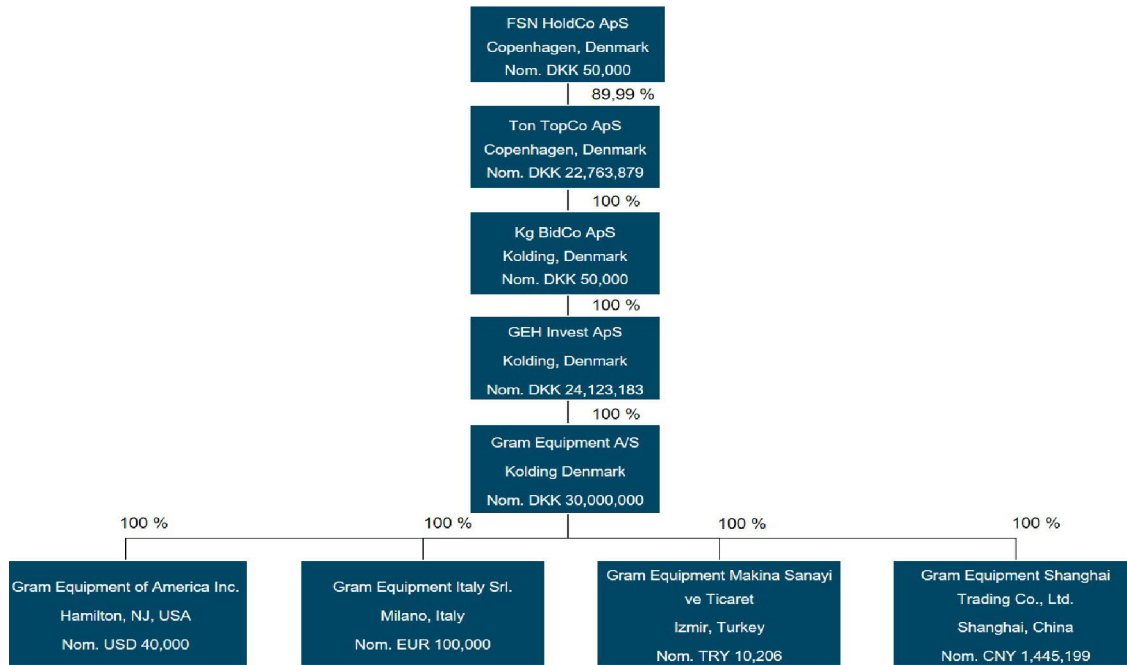 FSN HoldCo ApS
Copenhagen, Denmark
Nom. DKK 50,000
89,99 %
Ton TopCo ApS
Copenhagen, Denmark
Nom. DKK 22,763,879
100 %
Kg BidCo ApS
Kolding, Denmark
Nom. DKK 50,000
100 %
GEH Invest ApS
Kolding, Denmark
Nom. DKK 24,123,183
100 %
Gram Equipment A/S
Kolding Denmark
Nom. DKK 30,000,000
100 %
100 %
100 %
100 %
Gram Equipment of America Inc.
Hamilton, NJ, USA
Nom. USD 40,000
Gram Equipment Italy Srl.
Milano, Italy
Nom. EUR 100,000
Gram Equipment Makina Sanayi
ve Ticaret
Izmir, Turkey
Nom. TRY 10,206
Gram Equipment Shanghai
Trading Co., Ltd.
Shanghai, China
Nom. CNY 1,445,199